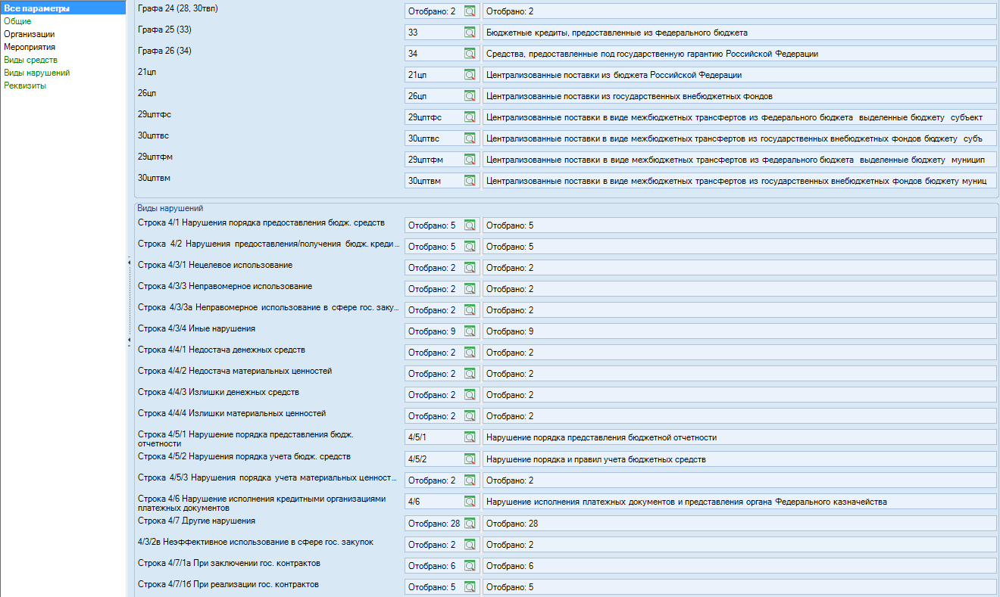 Все параметры
Общие
Организации
Мероприятия
Виды средств
Виды нарушений
Реквизиты
Графа 24 (28, 30твп) Отобрано: 2 Отобрано: 2
Графа 25 (33) 33 Бюджетные кредиты, предоставленные из федерального бюджета
Графа 26 (34) 34 Средства, предоставленные под государственную гарантию Российской Федерации
21цп 21цп Централизованные поставки из бюджета Российской Федерации
26цп 26цп Централизованные поставки из государственных внебюджетных фондов
29цптфс 29цптфс Централизованные поставки в виде межбюджетных трансфертов из федерального бюджета выделенные бюджету субъект
30цптвс 30цптвс Централизованные поставки в виде межбюджетных трансфертов из государственных внебюджетных фондов бюджету субъ
29цптфм 29цптфм Централизованные поставки в виде межбюджетных трансфертов из федерального бюджета выделенные бюджету муницип
30цптвм 30цптвм Централизованные поставки в виде межбюджетных трансфертов из государственных внебюджетных фондов бюджету муниц
Виды нарушений
Строка 4/1 Нарушения порядка предоставления бюдж. средств Отобрано: 5 Отобрано: 5
Строка 4/2 Нарушения предоставления/получения бюдж. креди... Отобрано: 5 Отобрано: 5
Строка 4/3/1 Нецелевое использование Отобрано: 2 Отобрано: 2
Строка 4/3/3 Неправомерное использование Отобрано: 2 Отобрано: 2
Строка 4/3/3а Неправомерное использование в сфере гос. заку... Отобрано: 2 Отобрано: 2
Строка 4/3/4 Иные нарушения Отобрано: 9 Отобрано: 9
Строка 4/4/1 Недостача денежных средств Отобрано: 2 Отобрано: 2
Строка 4/4/2 Недостача материальных ценностей Отобрано: 2 Отобрано: 2
Строка 4/4/3 Излишки денежных средств Отобрано: 2 Отобрано: 2
Строка 4/4/4 Излишки материальных ценностей Отобрано: 2 Отобрано: 2
Строка 4/5/1 Нарушение порядка представления бюдж.
отчетности 4/5/1 Нарушение порядка представления бюджетной отчетности
Строка 4/5/2 Нарушения порядка учета бюдж. средств 4/5/2 Нарушение порядка и правил учета бюджетных средств
Строка 4/5/3 Нарушения порядка учета материальных ценност... Отобрано: 2 Отобрано: 2
Строка 4/6 Нарушение исполнения кредитными организациями
платежных документов 4/6 Нарушение исполнения платежных документов и представления органа Федерального казначейства
Строка 4/7 Другие нарушения Отобрано: 28 Отобрано: 28
4/3/2в Неэффективное использование в сфере гос. закупок Отобрано: 2 Отобрано: 2
Строка 4/7/1а При заключении гос. контрактов Отобрано: 6 Отобрано: 6
Строка 4/7/1б При реализации гос. контрактов Отобрано: 5 Отобрано: 5